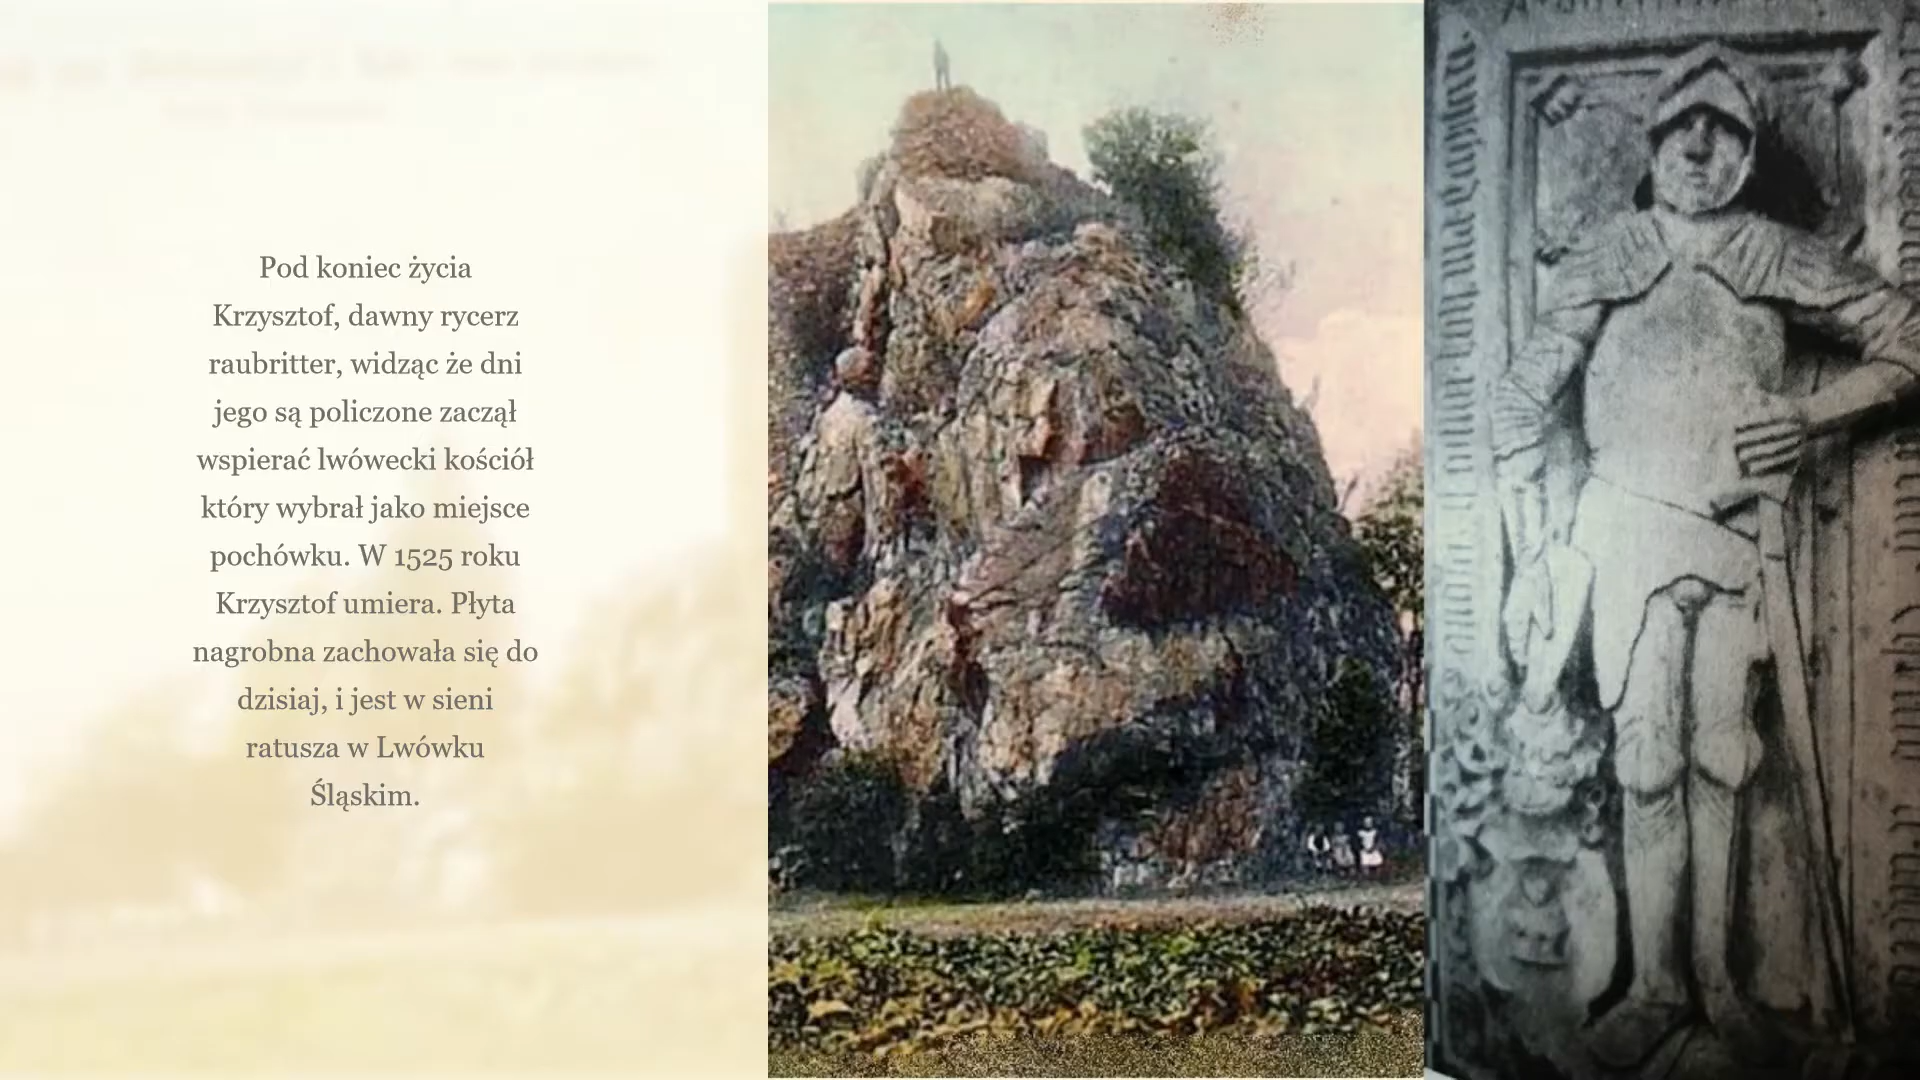 Pod koniec życia
Krzysztof, dawny rycerz
raubritter, widząc że dni
jego są policzone zaczął
wspierać lwówecki kościół
który wybrał jako miejsce
pochówku. W 1525 roku
Krzysztof umiera. Płyta
nagrobna zachowała się do
dzisiaj, i jest w sieni
ratusza w Lwówku
Śląskim.